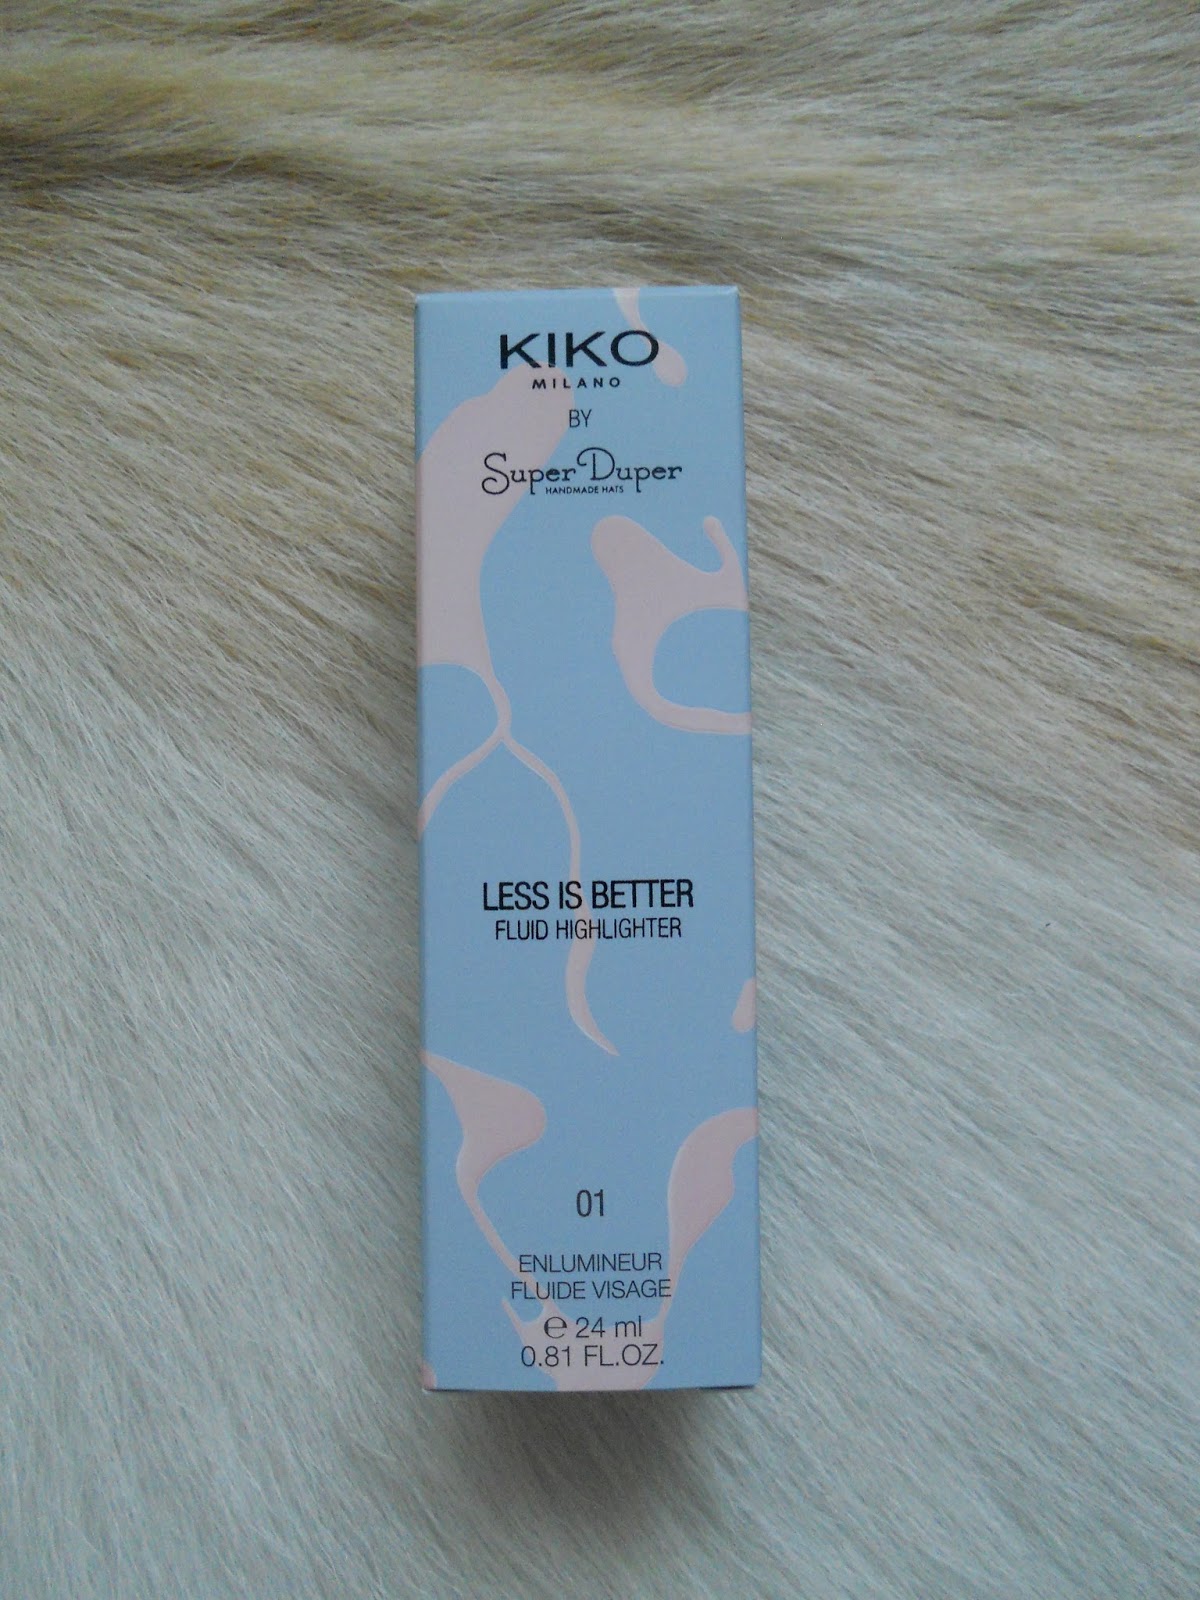 KIKO
MILANO
BY
Super Duper
HANDMADE HATS
LESS IS BETTER
FLUID HIGHLIGHTER
01
ENLUMINEUR
FLUIDE VISAGE
℮ 24 ml
0.81 FL.OZ.